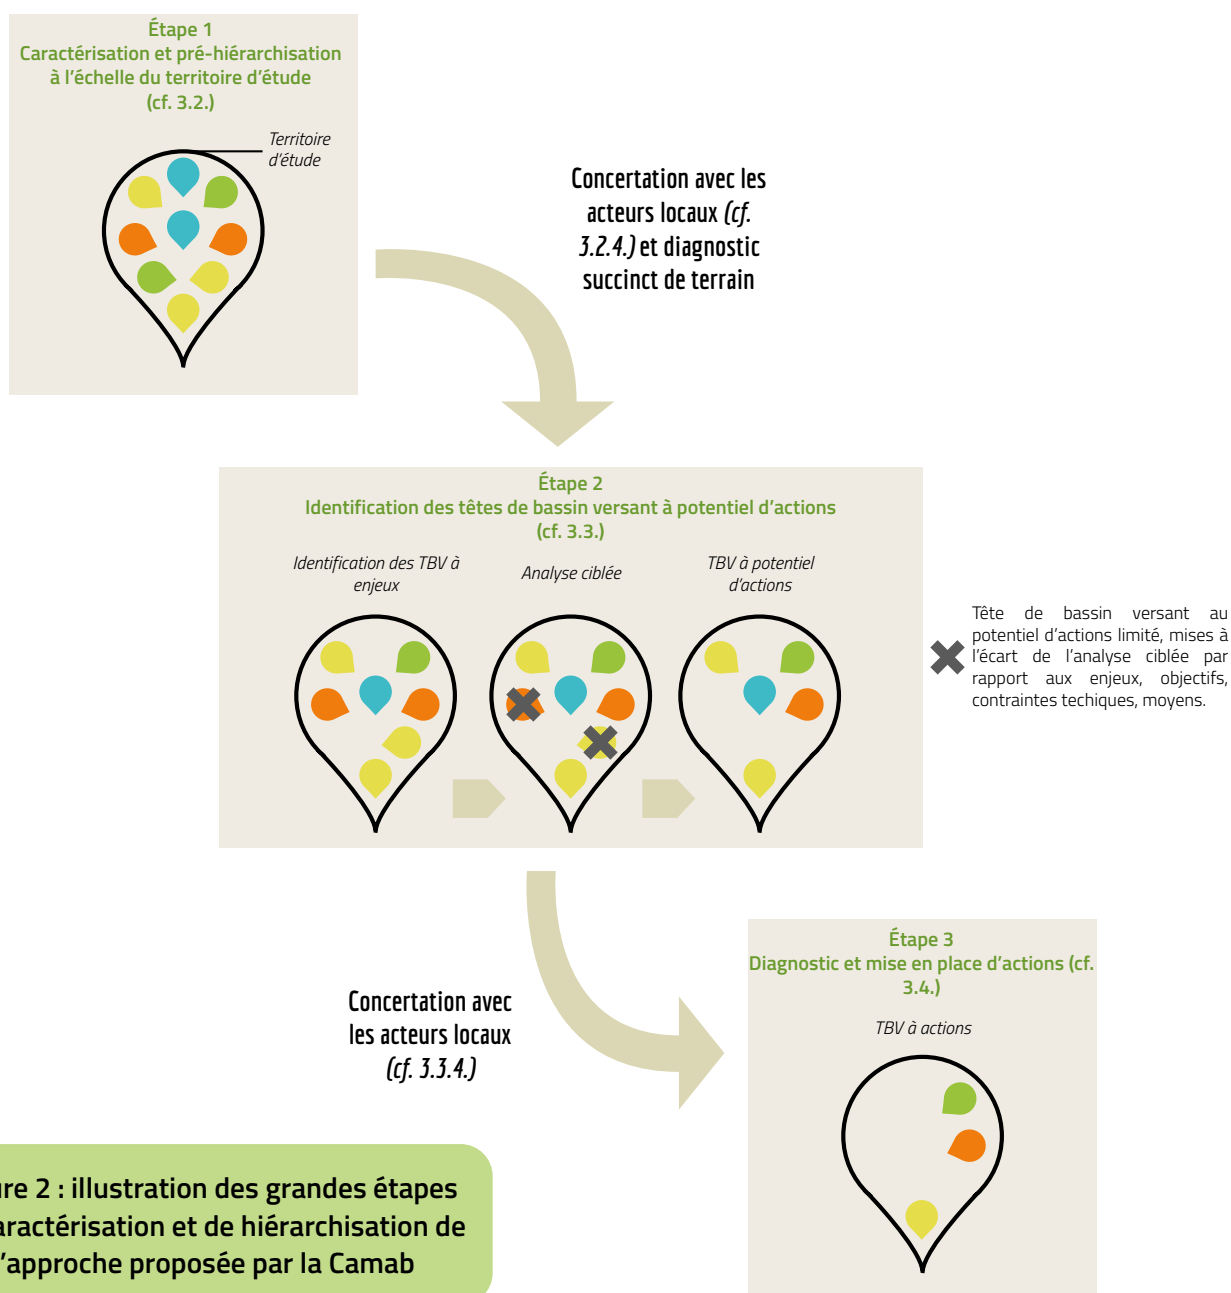 Étape 1
Caractérisation et pré-hiérarchisation
à l’échelle du territoire d’étude
(cf. 3.2.)
Territoire
d’étude
Concertation avec les
acteurs locaux (cf.
3.2.4.) et diagnostic
succinct de terrain
Étape 2
Identification des têtes de bassin versant à potentiel d’actions
(cf. 3.3.)
Identification des TBV à
enjeux
Analyse ciblée
TBV à potentiel
d’actions
Tête de bassin versant au
potentiel d’actions limité, mises à
l’écart de l’analyse ciblée par
rapport aux enjeux, objectifs,
contraintes techiques, moyens.
Concertation avec
les acteurs locaux
(cf. 3.3.4.)
Étape 3
Diagnostic et mise en place d’actions (cf.
3.4.)
TBV à actions
re 2 : illustration des grandes étapes
aractérisation et de hiérarchisation de
’approche proposée par la Camab